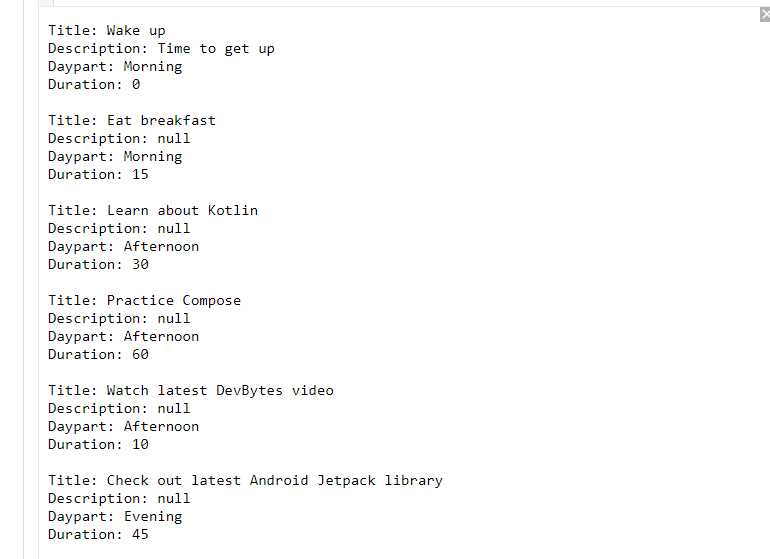 Title: Wake up
Description: Time to get up
Daypart: Morning
Duration: 0
Title: Eat breakfast
Description: null
Daypart: Morning
Duration: 15
Title: Learn about Kotlin
Description: null
Daypart: Afternoon
Duration: 30
Title: Practice Compose
Description: null
Daypart: Afternoon
Duration: 60
Title: Watch latest DevBytes video
Description: null
Daypart: Afternoon
Duration: 10
Title: Check out latest Android Jetpack library
Description: null
Daypart: Evening
Duration: 45